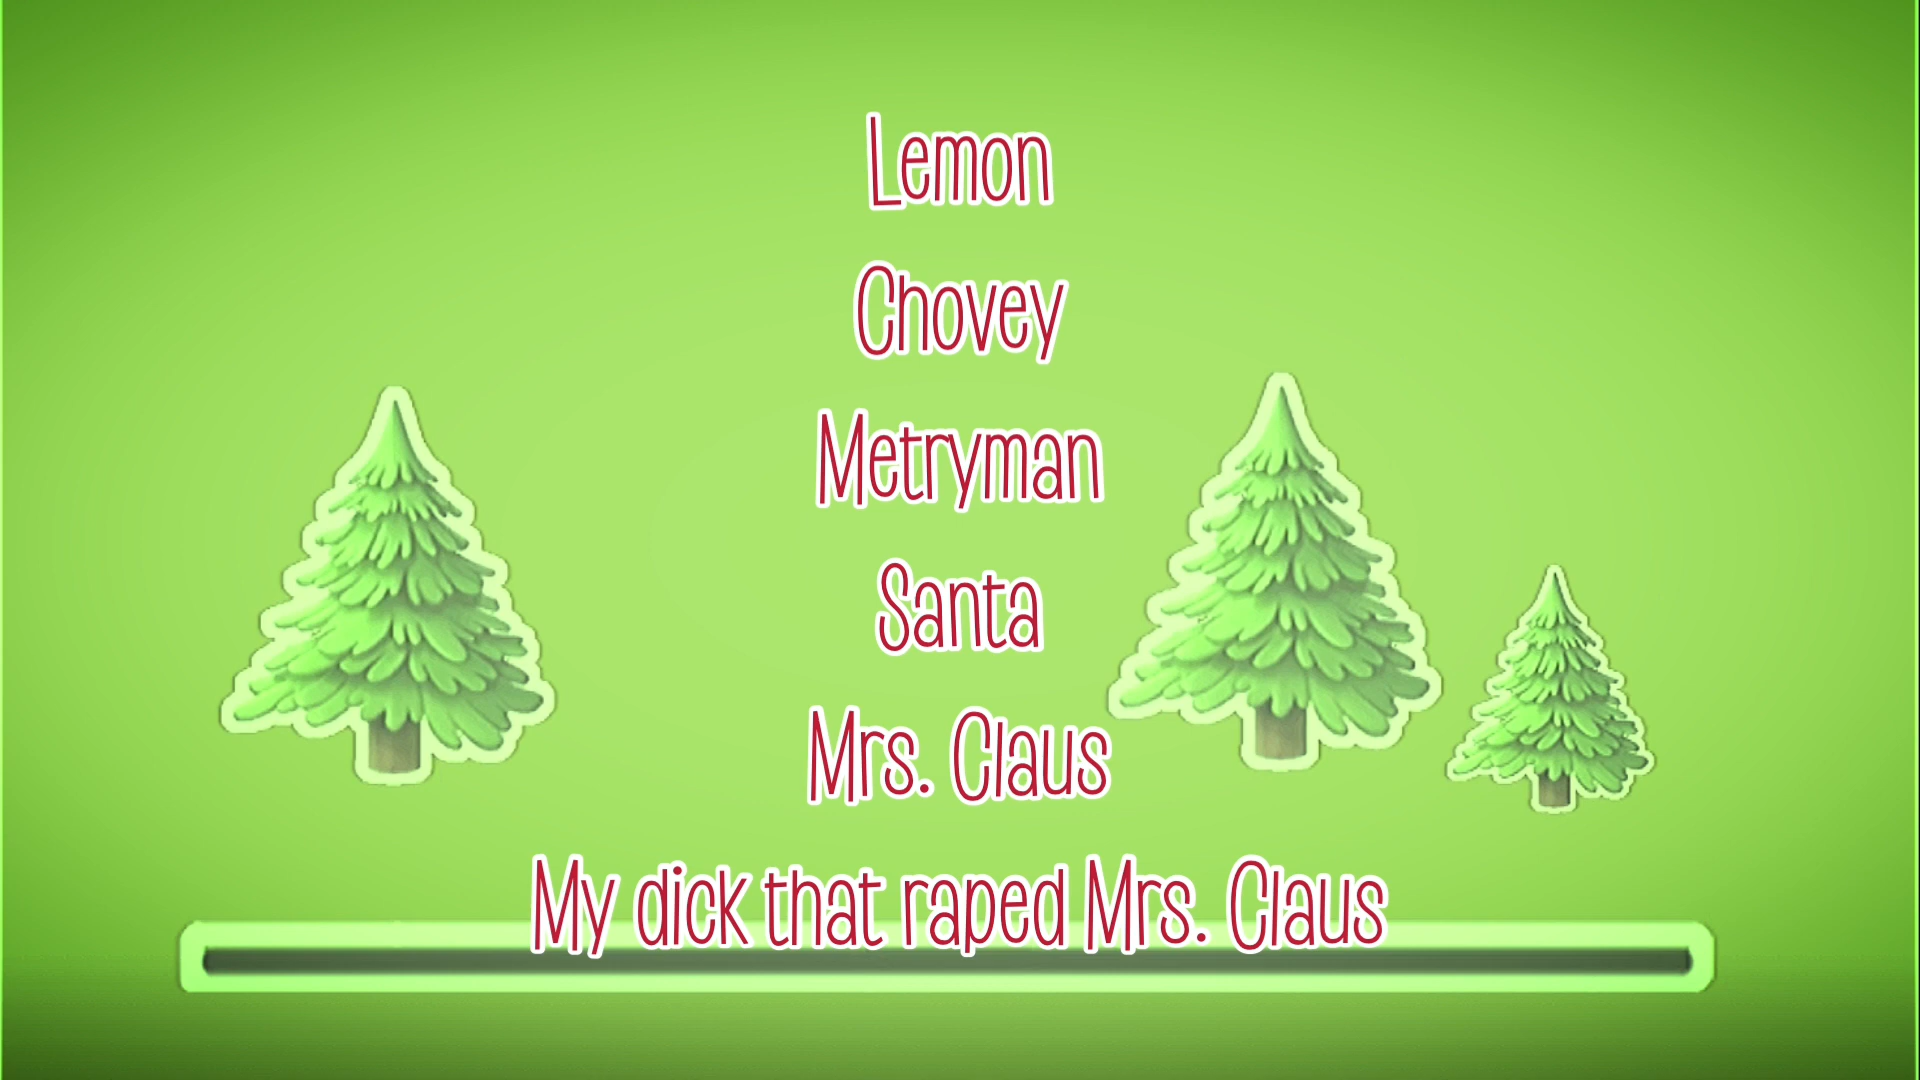 Lemon
Chovey
Metryman
Santa
Mrs. Claus
My dick that raped Mrs. Claus